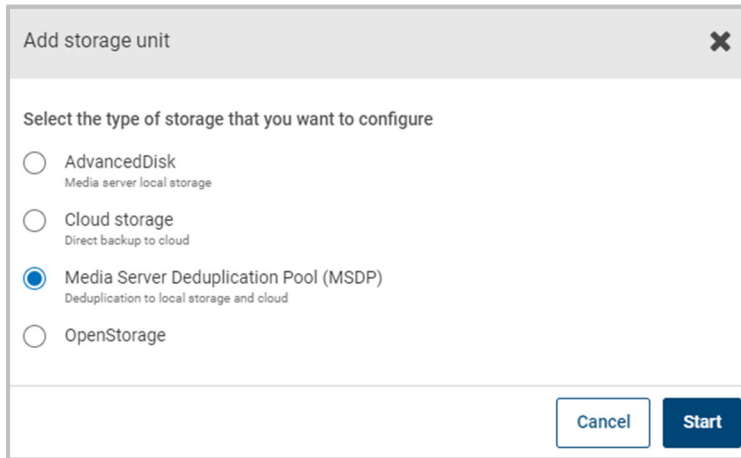 Add storage unit
Select the type of storage that you want to configure
AdvancedDisk
Media server local storage
Cloud storage
Direct backup to cloud
Media Server Deduplication Pool (MSDP)
Deduplication to local storage and cloud
OpenStorage
Cancel Start